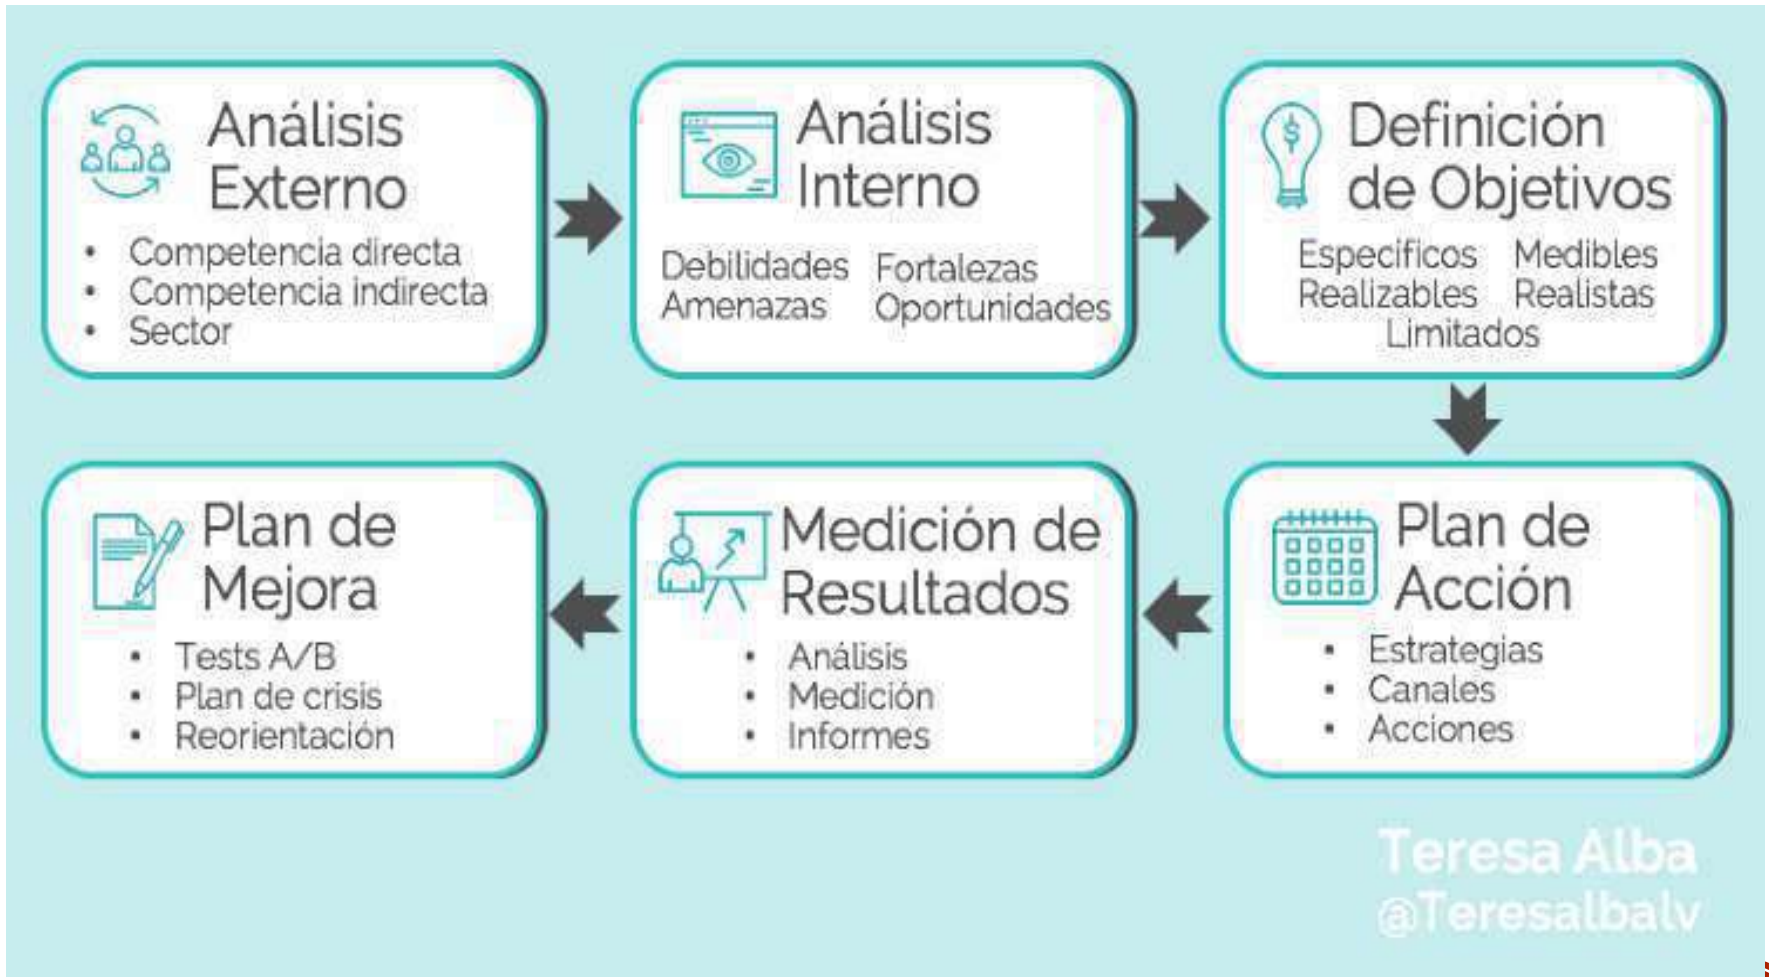 Análisis
Externo
• Competencia directa
• Competencia indirecta
• Sector
Análisis
Interno
Debilidades Fortalezas
Amenazas Oportunidades
Definición
de Objetivos
Específicos Medibles
Realizables Realistas
Limitados
Plan de
Acción
• Estrategias
• Canales
• Acciones
Medición de
Resultados
• Análisis
• Medición
• Informes
Plan de
Mejora
• Tests A/B
• Plan de crisis
• Reorientación
Teresa Alba
@Teresalbalv